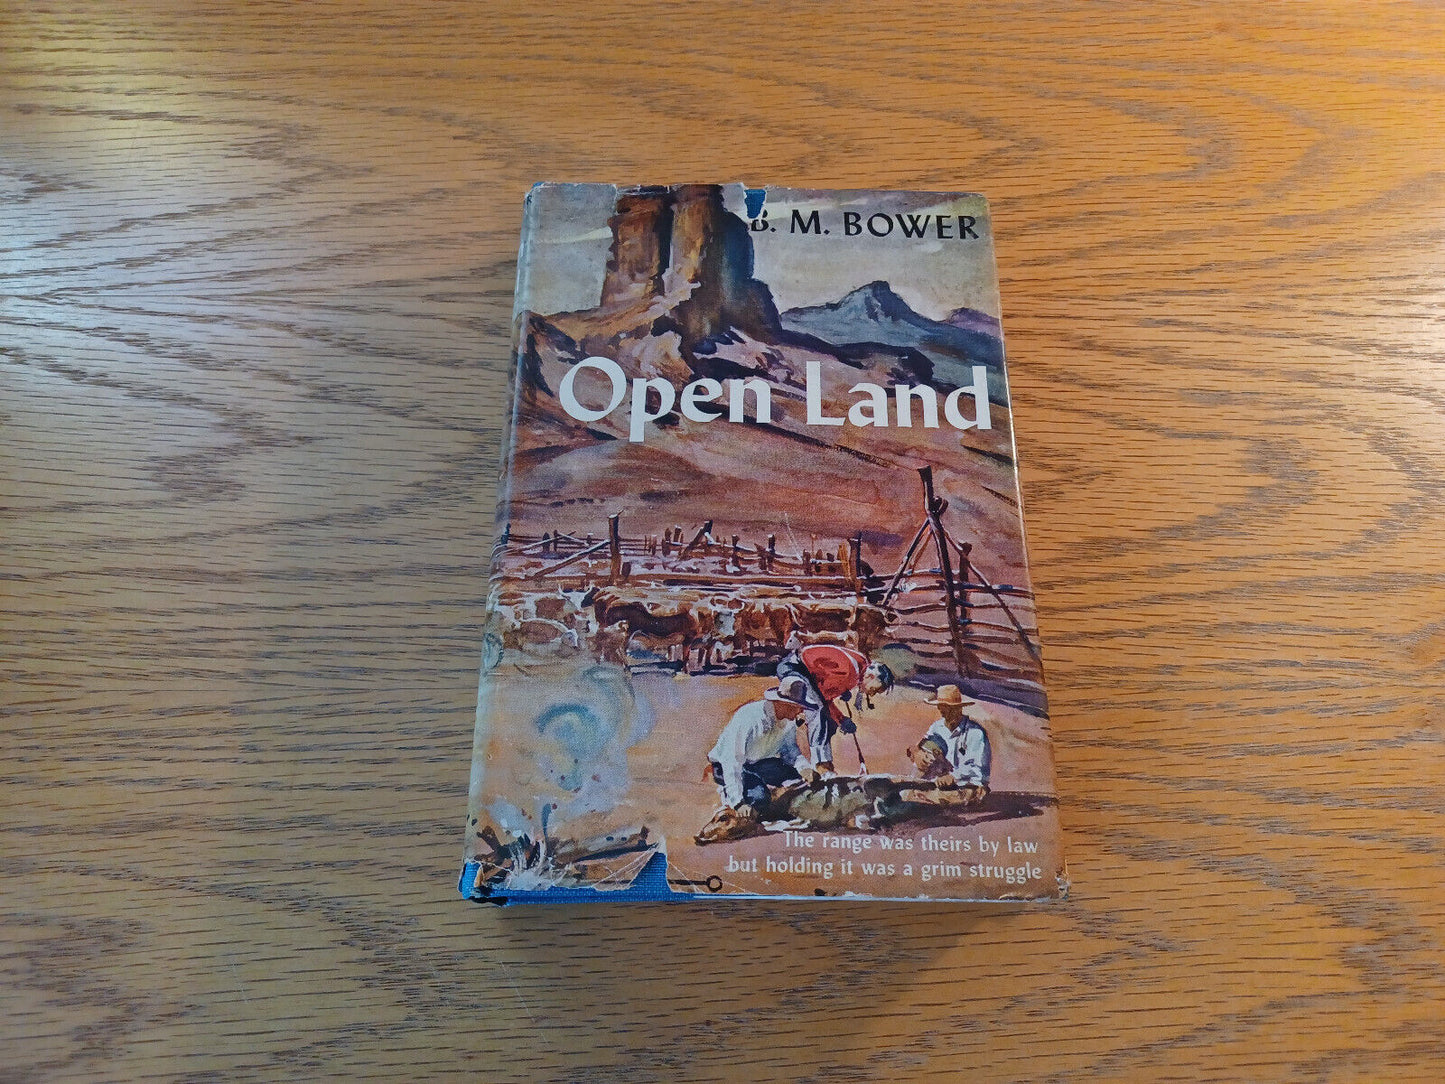 B. M. BOWER
Open Land
The range was theirs by law
but holding it was a grim struggle